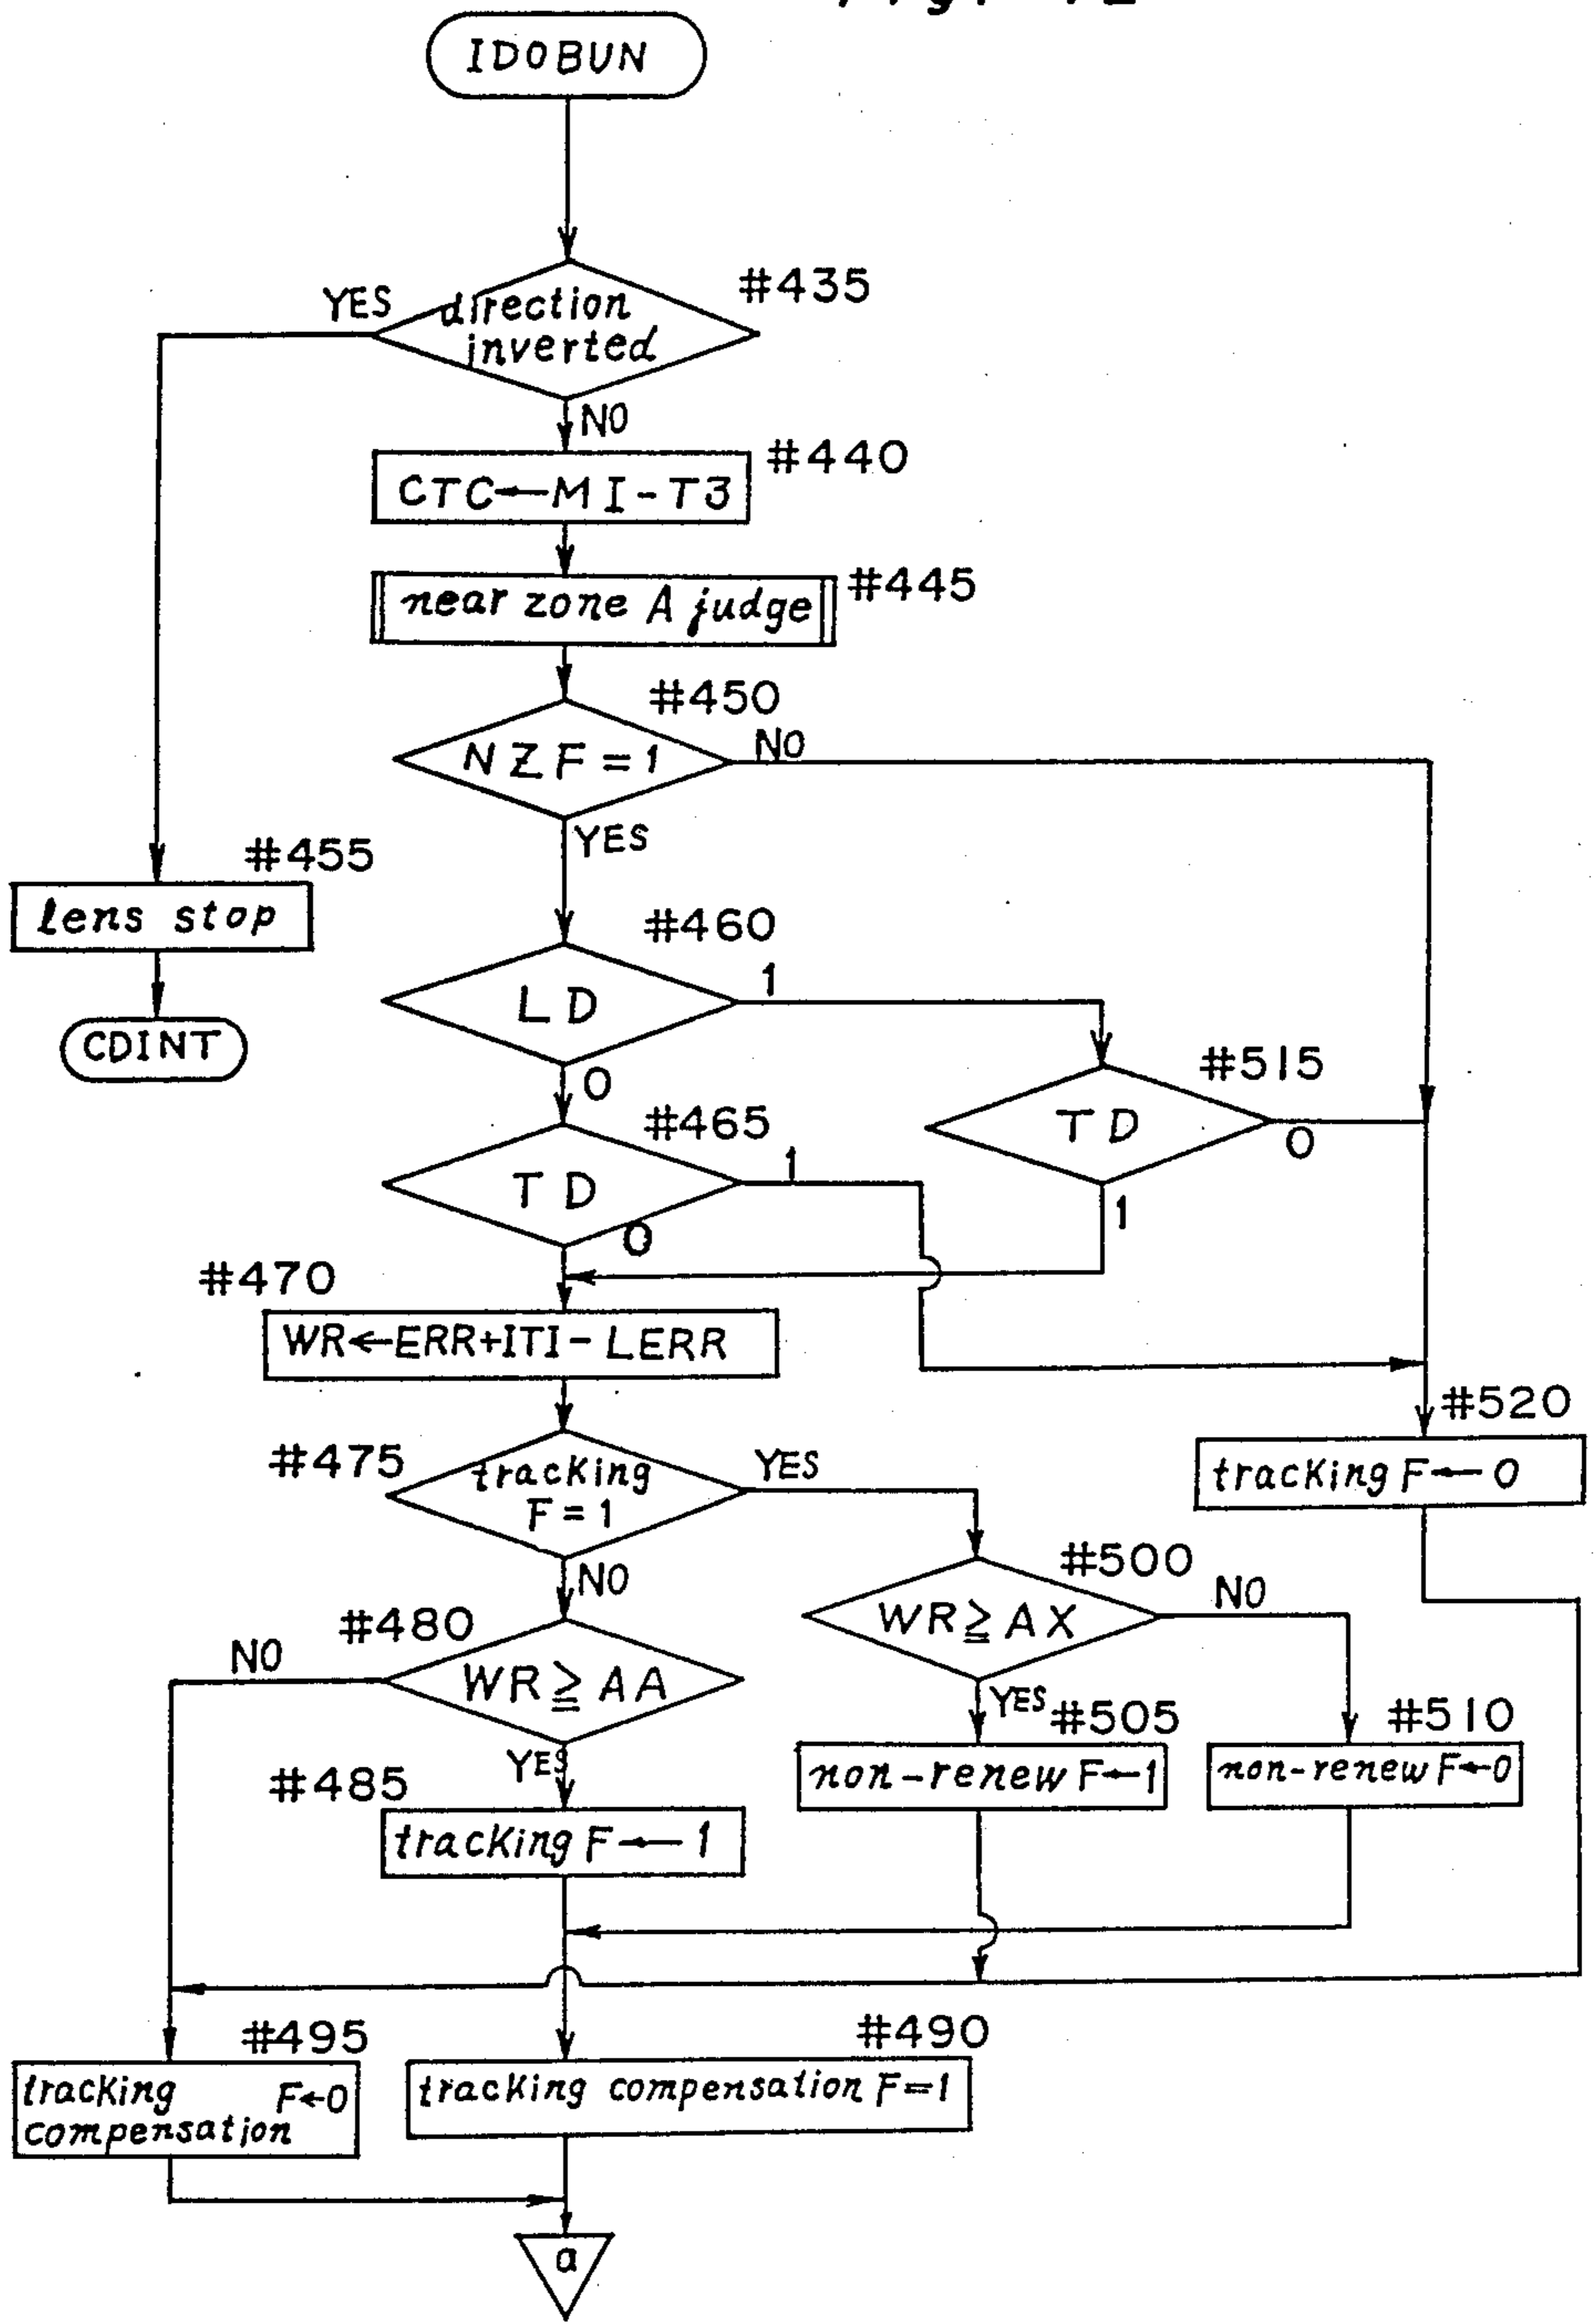 IDOBUN
YES
direction
inverted
#435
NO
CTC←MI-T3
#440
near zone A judge
#445
#450
NZF=1
NO
YES
#455
lens stop
CDINT
#460
LD
1
0
#515
TD
0
1
#465
TD
1
0
#470
WR←ERR+ITI-LERR
#475
tracking
F=1
YES
NO
#520
tracking F←0
#500
WR≧AX
NO
YES
#480
NO
WR≧AA
YES
#505
non-renew F←1
#510
non-renew F←0
#485
tracking F←1
#495
tracking F←0
compensation
#490
tracking compensation F=1
a